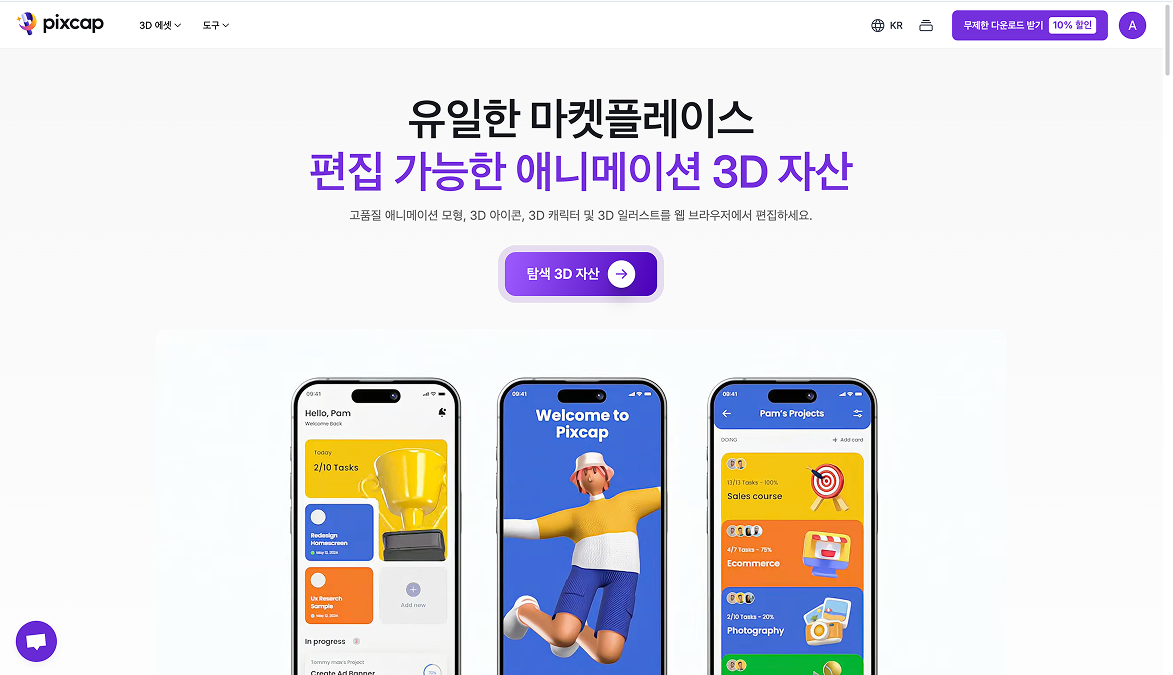 pixcap
3D 에셋
도구
KR
무제한 다운로드 받기 10% 할인
A
유일한 마켓플레이스
편집 가능한 애니메이션 3D 자산
고품질 애니메이션 모형, 3D 아이콘, 3D 캐릭터 및 3D 일러스트를 웹 브라우저에서 편집하세요.
탐색 3D 자산
09:41
Hello, Pam
Welcome Back
Today
2/10 Tasks
Redesign
Homescreen
May 12, 2024
Ux Reserch
Sample
May 12, 2024
Add new
In progress
Tommy max's Project
Create Ad Banner
09:41
Welcome to
Pixcap
09:41
Pam's Projects
DOING
+ Add card
13/13 Tasks - 100%
Sales course
4/7 Tasks - 75%
Ecommerce
2/10 Tasks - 20%
Photography